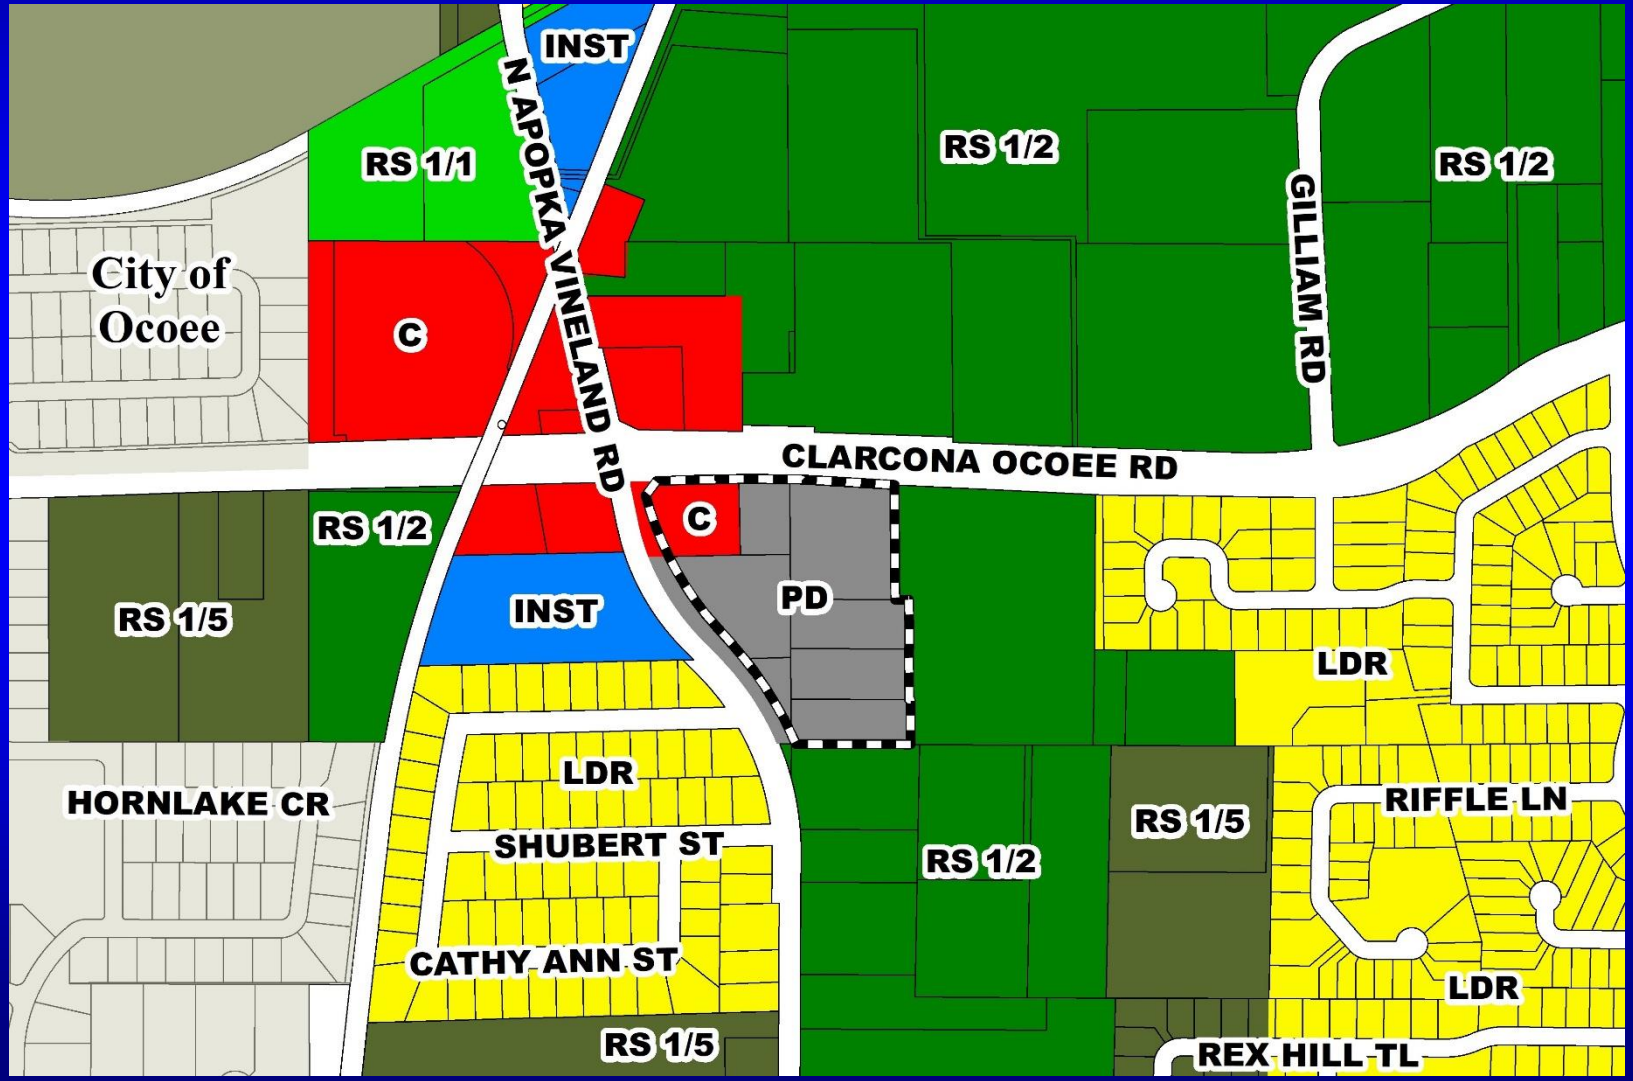 INST
N APOPKA VINELAND RD
RS 1/1
RS 1/2
RS 1/2
GILLIAM RD
City of
Ocoee
C
CLARCONA OCOEE RD
RS 1/2
C
RS 1/5
INST
PD
LDR
LDR
HORNLAKE CR
RIFFLE LN
RS 1/5
SHUBERT ST
RS 1/2
CATHY ANN ST
LDR
RS 1/5
REX HILL TL